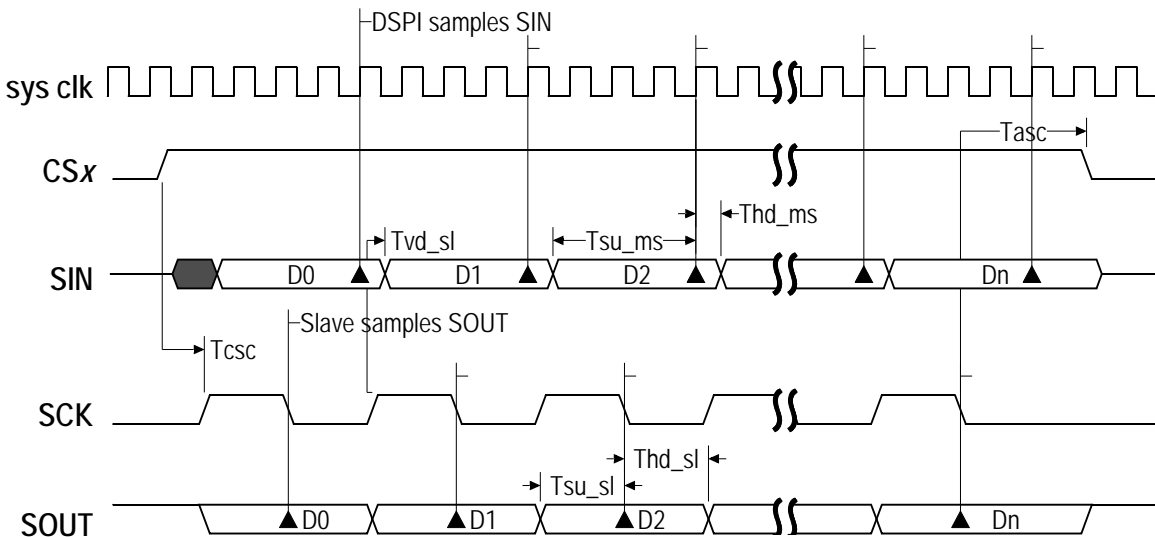 DSPI samples SIN
sys clk
Tasc
CSx
Thd_ms
Tvd_sl
Tsu_ms
SIN
D0
D1
D2
Dn
Slave samples SOUT
Tcsc
SCK
Thd_sl
Tsu_sl
SOUT
D0
D1
D2
Dn